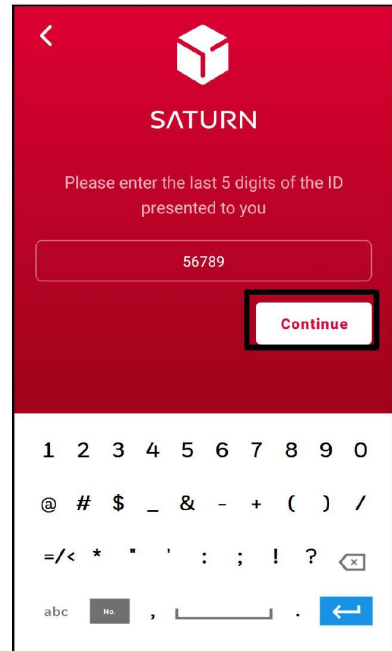 SATURN
Please enter the last 5 digits of the ID
presented to you
56789
Continue
1 2 3 4 5 6 7 8 9 0
@ # $ _ & - + ( ) /
=/< * " ' : ; ! ?
abc No. , .